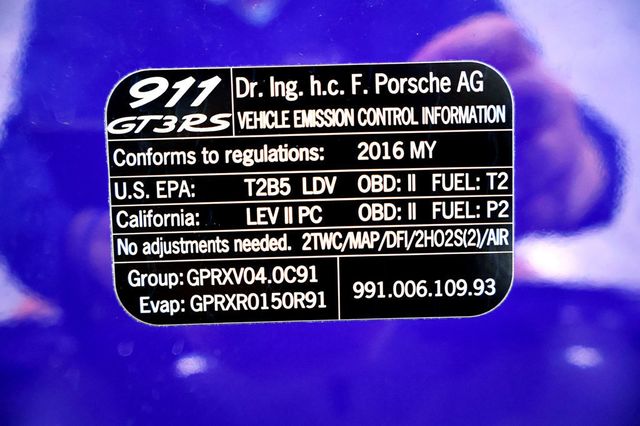 911
GT3RS
Dr. Ing. h.c. F. Porsche AG
VEHICLE EMISSION CONTROL INFORMATION
Conforms to regulations: 2016 MY
U.S. EPA: T2B5 LDV OBD: II FUEL: T2
California: LEV II PC OBD: II FUEL: P2
No adjustments needed. 2TWC/MAP/DFI/2HO2S(2)/AIR
Group: GPRXV04.0C91
Evap: GPRXR0150R91
991.006.109.93